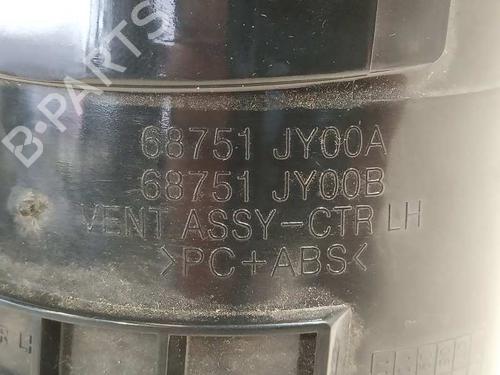 B-PARTS
68751 JY00A
68751 JY00B
VENT ASSY-CTR LH
>PC+ABS<